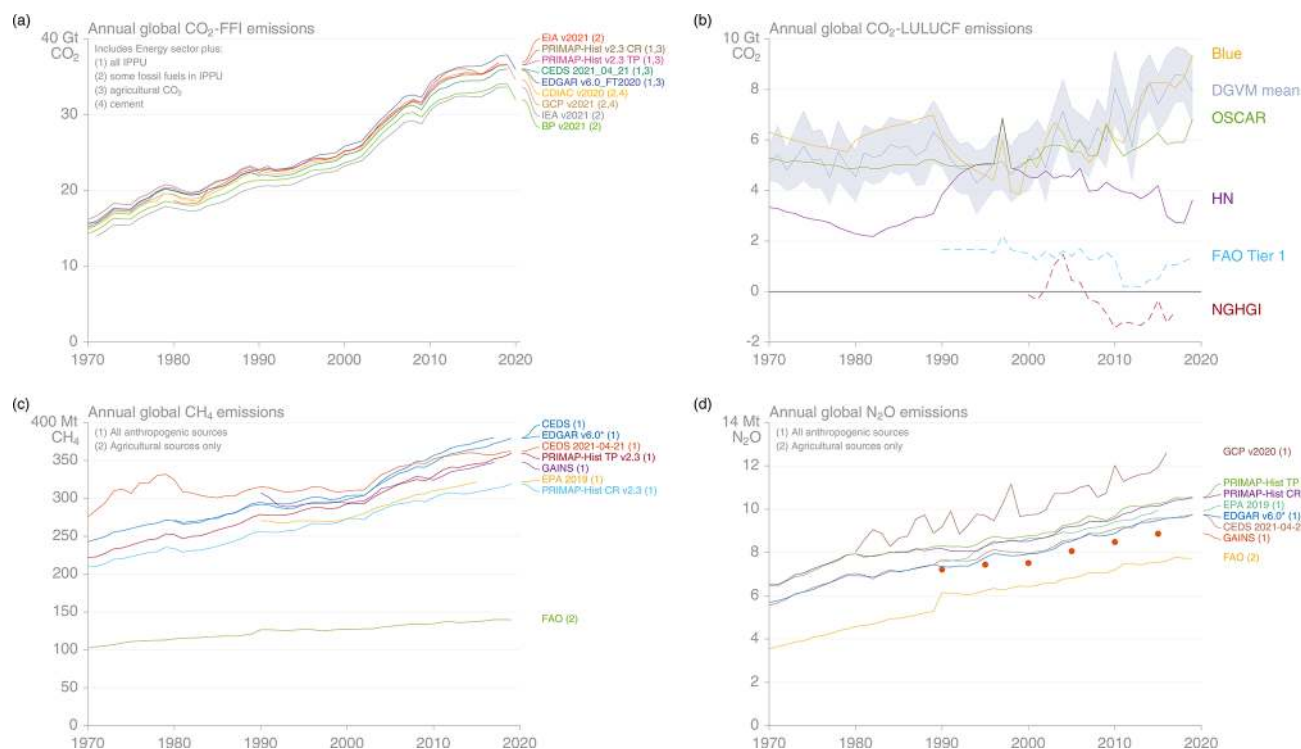 (a)
Annual global CO₂-FFI emissions
40 Gt
CO₂
Includes Energy sector plus:
(1) all IPPU
(2) some fossil fuels in IPPU
(3) agricultural CO₂
(4) cement
30
20
10
0
1970
1980
1990
2000
2010
2020
EIA v2021 (2)
PRIMAP-Hist v2.3 CR (1,3)
PRIMAP-Hist v2.3 TP (1,3)
CEDS 2021_04_21 (1,3)
EDGAR v6.0_FT2020 (1,3)
CDIAC v2020 (2,4)
GCP v2021 (2,4)
IEA v2021 (2)
BP v2021 (2)
(b)
Annual global CO₂-LULUCF emissions
10 Gt
CO₂
8
6
4
2
0
-2
1970
1980
1990
2000
2010
2020
Blue
DGVM mean
OSCAR
HN
FAO Tier 1
NGHGI
(c)
Annual global CH₄ emissions
400 Mt
CH₄
(1) All anthropogenic sources
(2) Agricultural sources only
350
300
250
200
150
100
50
0
1970
1980
1990
2000
2010
2020
CEDS (1)
EDGAR v6.0* (1)
CEDS 2021-04-21 (1)
PRIMAP-Hist TP v2.3 (1)
GAINS (1)
EPA 2019 (1)
PRIMAP-Hist CR v2.3 (1)
FAO (2)
(d)
Annual global N₂O emissions
14 Mt
N₂O
(1) All anthropogenic sources
(2) Agricultural sources only
12
10
8
6
4
2
0
1970
1980
1990
2000
2010
2020
GCP v2020 (1)
PRIMAP-Hist TP
PRIMAP-Hist CR
EPA 2019 (1)
EDGAR v6.0* (1)
CEDS 2021-04-2
GAINS (1)
FAO (2)